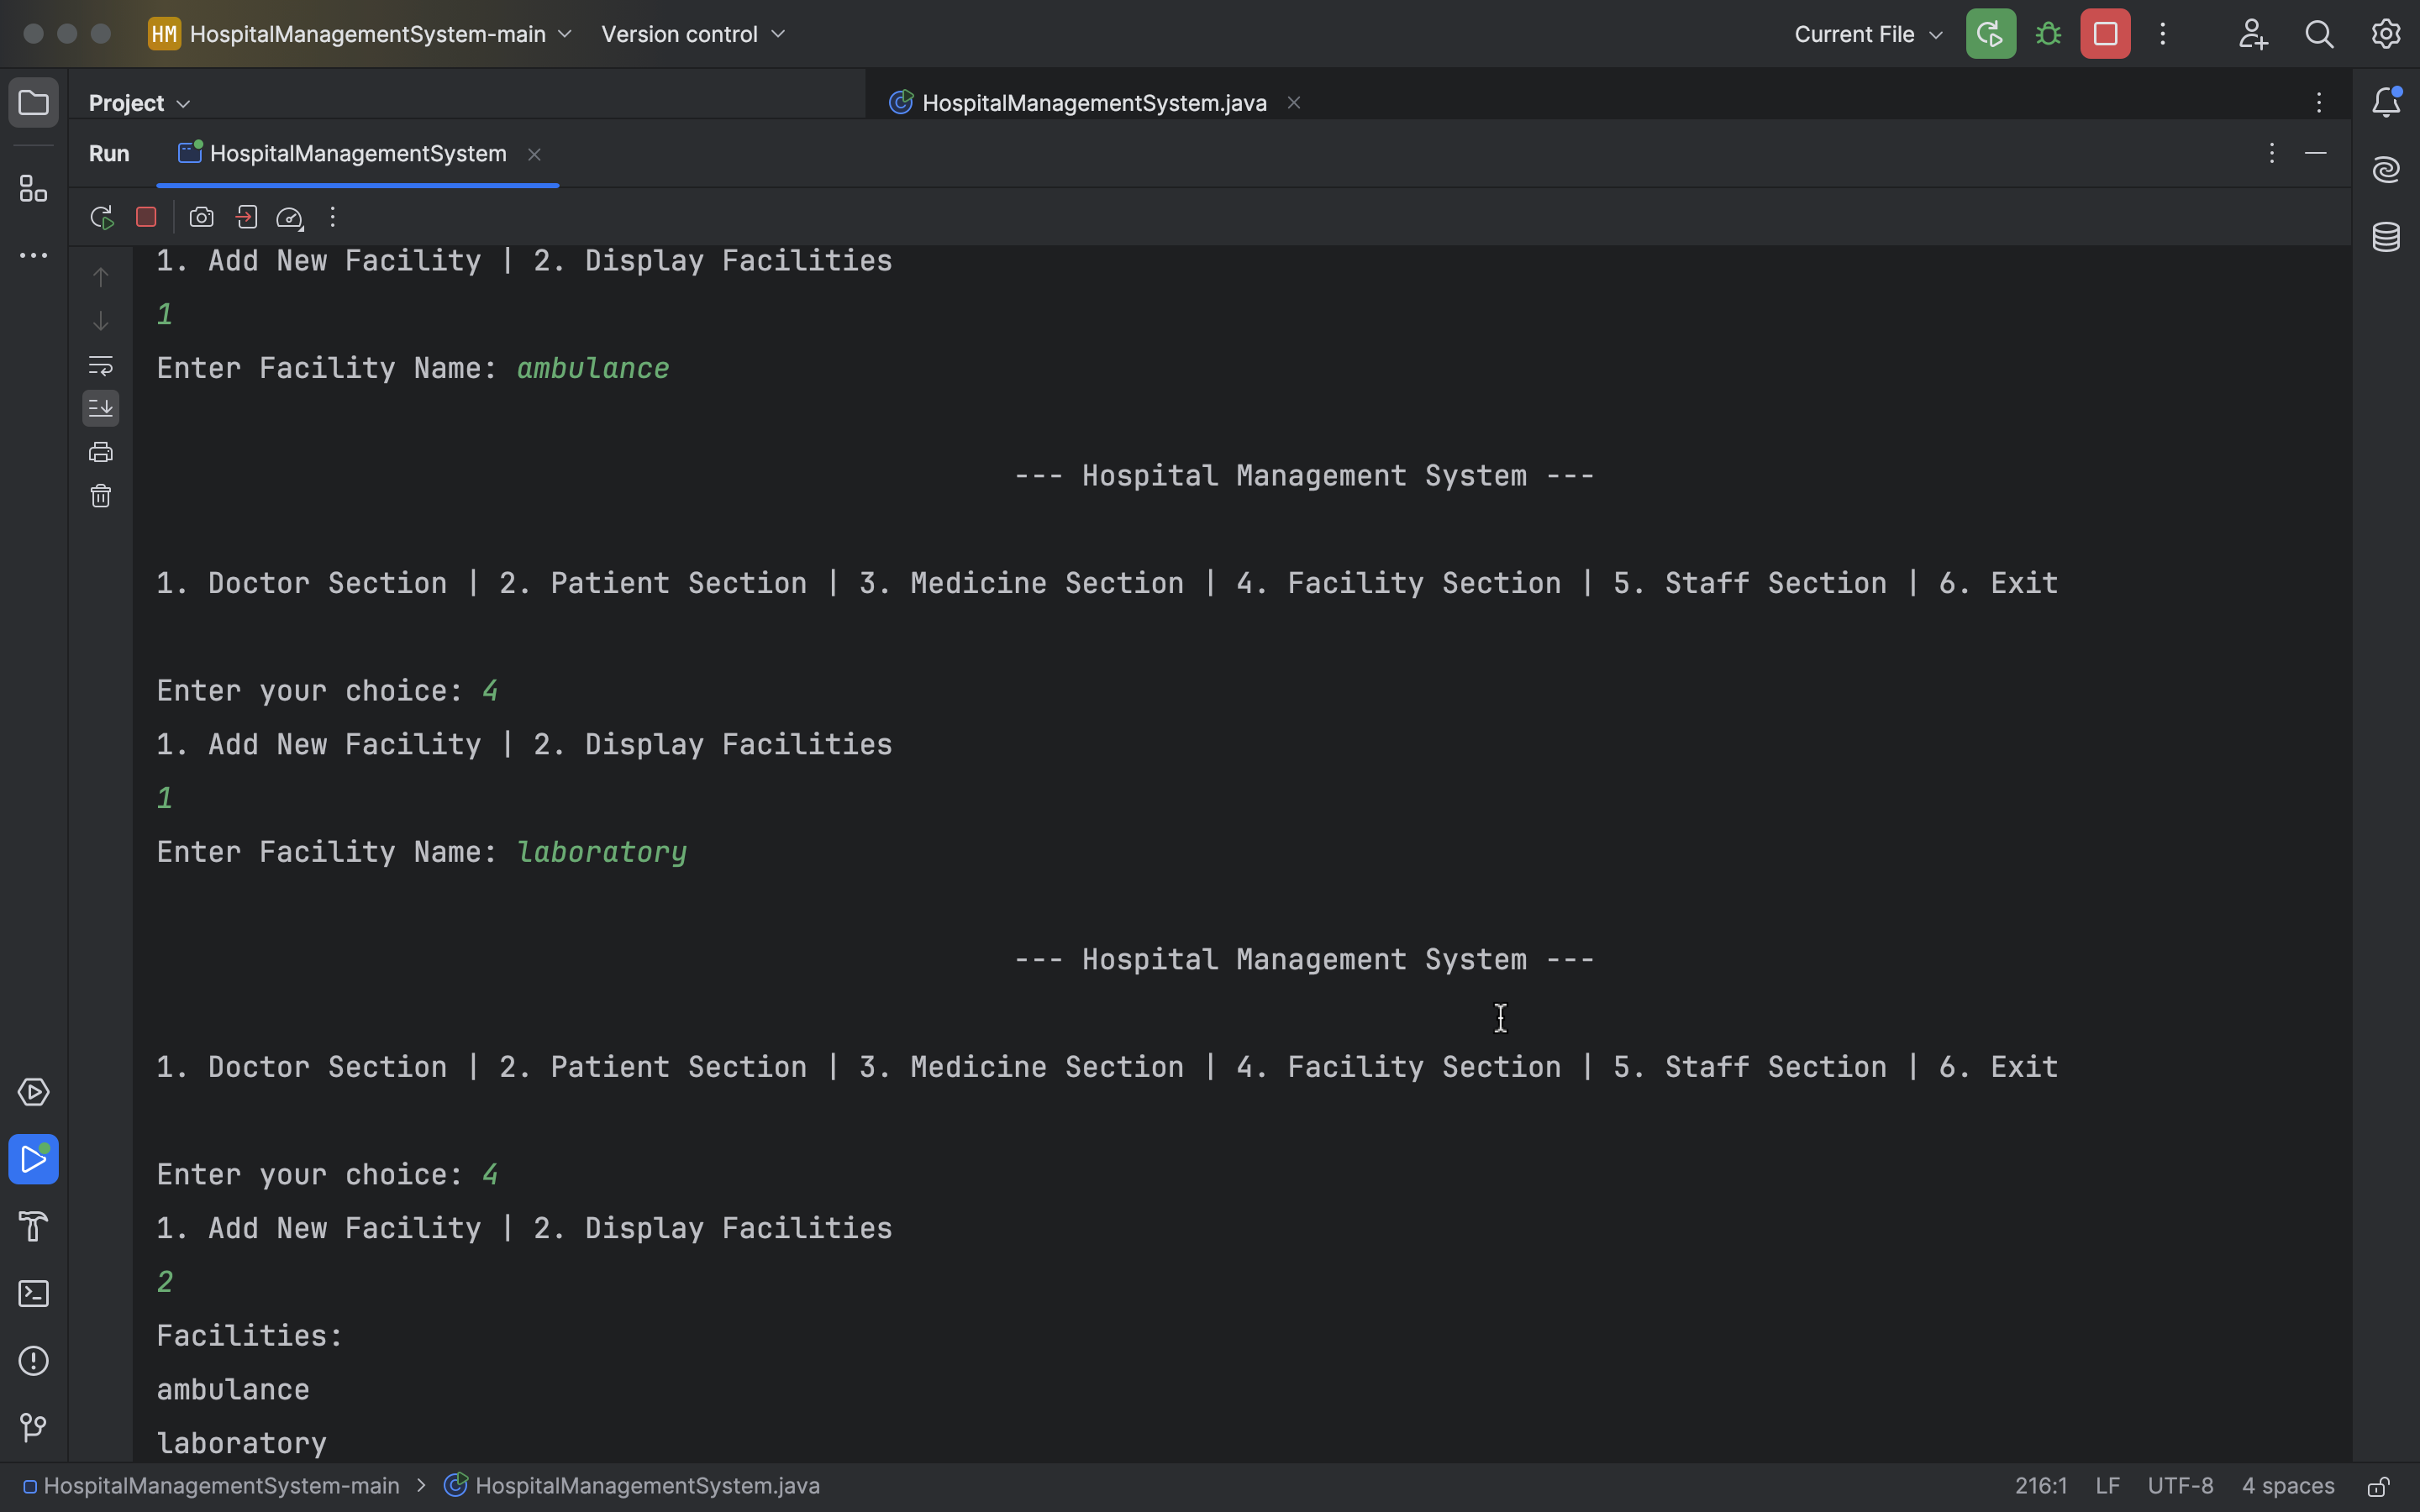 HM HospitalManagementSystem-main Version control Current File
Project HospitalManagementSystem.java
Run HospitalManagementSystem
1. Add New Facility | 2. Display Facilities
1
Enter Facility Name: ambulance
--- Hospital Management System ---
1. Doctor Section | 2. Patient Section | 3. Medicine Section | 4. Facility Section | 5. Staff Section | 6. Exit
Enter your choice: 4
1. Add New Facility | 2. Display Facilities
1
Enter Facility Name: laboratory
--- Hospital Management System ---
1. Doctor Section | 2. Patient Section | 3. Medicine Section | 4. Facility Section | 5. Staff Section | 6. Exit
Enter your choice: 4
1. Add New Facility | 2. Display Facilities
2
Facilities:
ambulance
laboratory
HospitalManagementSystem-main > HospitalManagementSystem.java 216:1 LF UTF-8 4 spaces